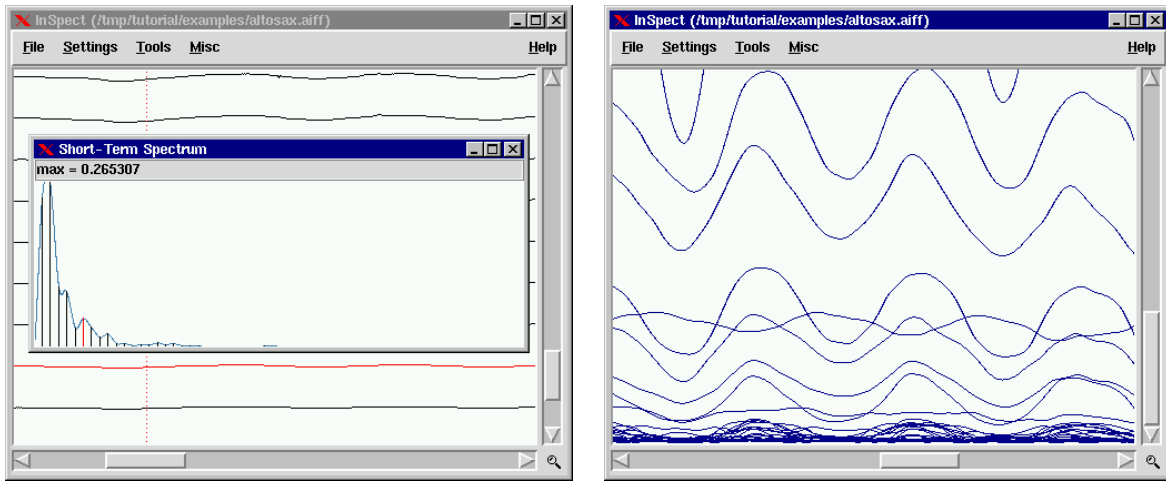 InSpect (/tmp/tutorial/examples/altosax.aiff)
File Settings Tools Misc Help
Short-Term Spectrum
max = 0.265307
InSpect (/tmp/tutorial/examples/altosax.aiff)
File Settings Tools Misc Help